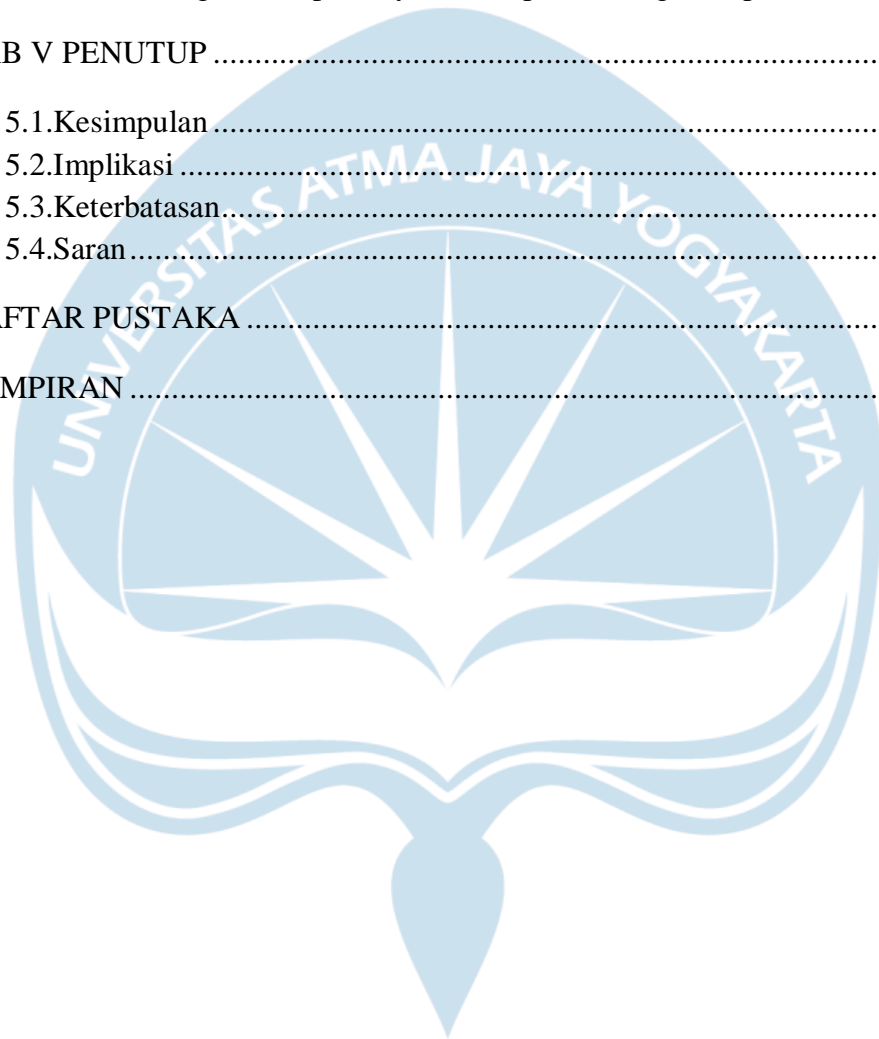 B V PENUTUP ................................................................................
5.1.Kesimpulan ................................................................................
5.2.Implikasi ................................................................................
5.3.Keterbatasan ................................................................................
5.4.Saran ................................................................................
AFTAR PUSTAKA ................................................................................
MPIRAN ................................................................................
UNIVERSITAS ATMA JAYA YOGYAKARTA